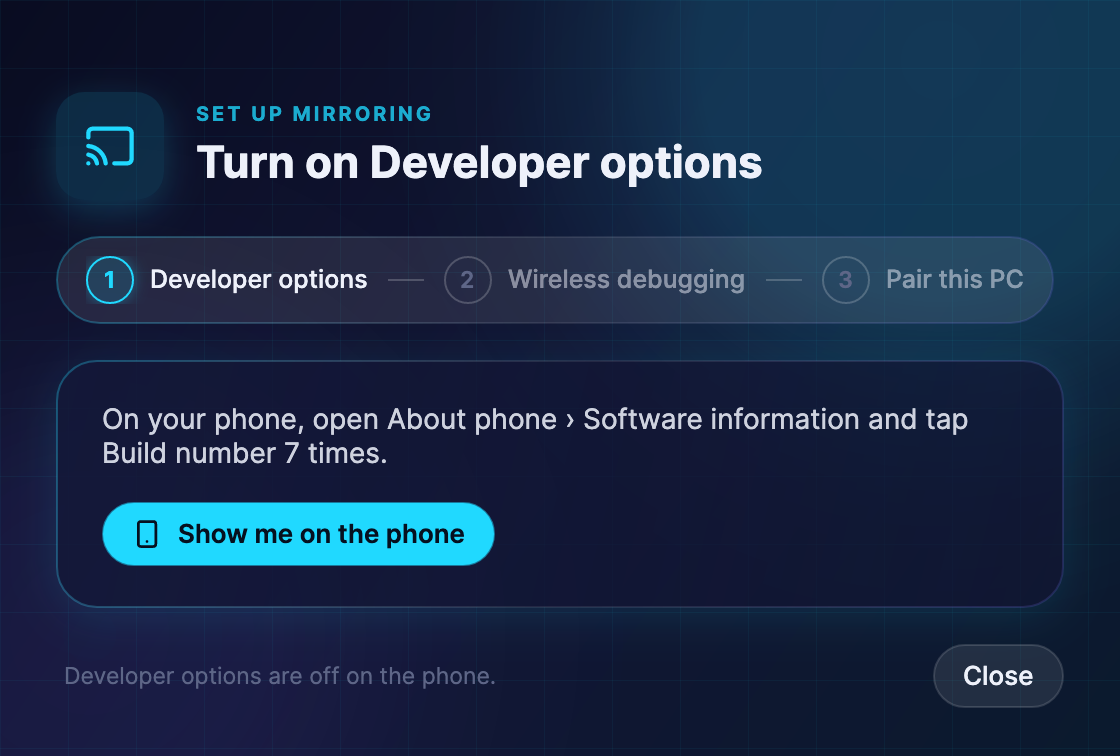 SET UP MIRRORING
Turn on Developer options
1 Developer options 2 Wireless debugging 3 Pair this PC
On your phone, open About phone › Software information and tap
Build number 7 times.
Show me on the phone
Developer options are off on the phone.
Close